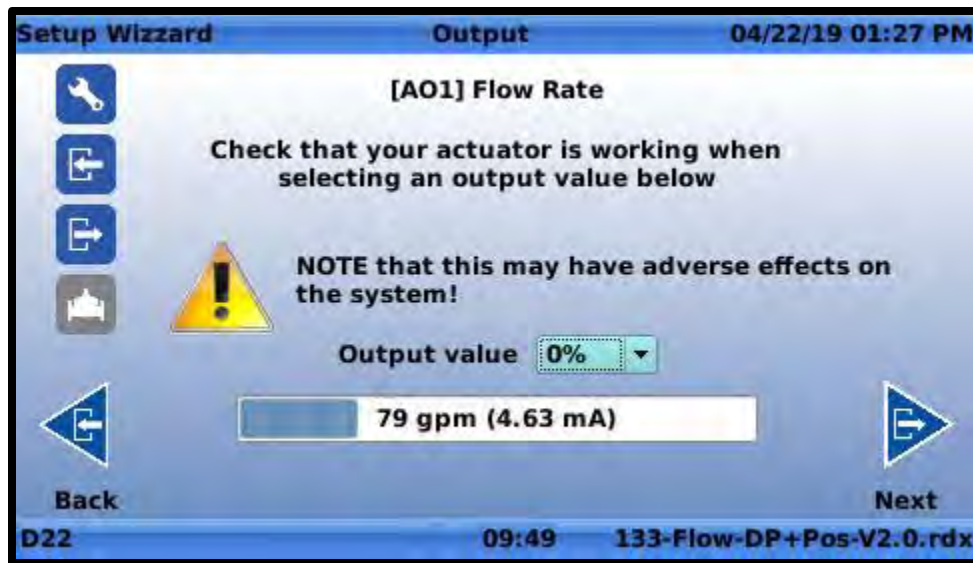 Setup Wizzard Output 04/22/19 01:27 PM
[AO1] Flow Rate
Check that your actuator is working when
selecting an output value below
NOTE that this may have adverse effects on
the system!
Output value 0%
79 gpm (4.63 mA)
Back Next
D22 09:49 133-Flow-DP+Pos-V2.0.rdx